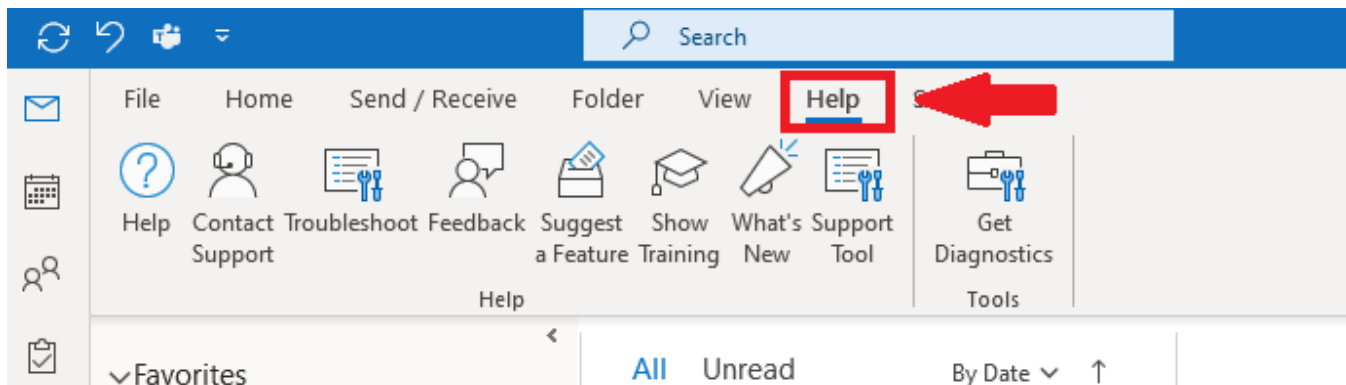 Search
File Home Send / Receive Folder View Help
Help Contact Support Troubleshoot Feedback Suggest a Feature Show Training What's New Support Tool Get Diagnostics
Help Tools
Favorites All Unread By Date